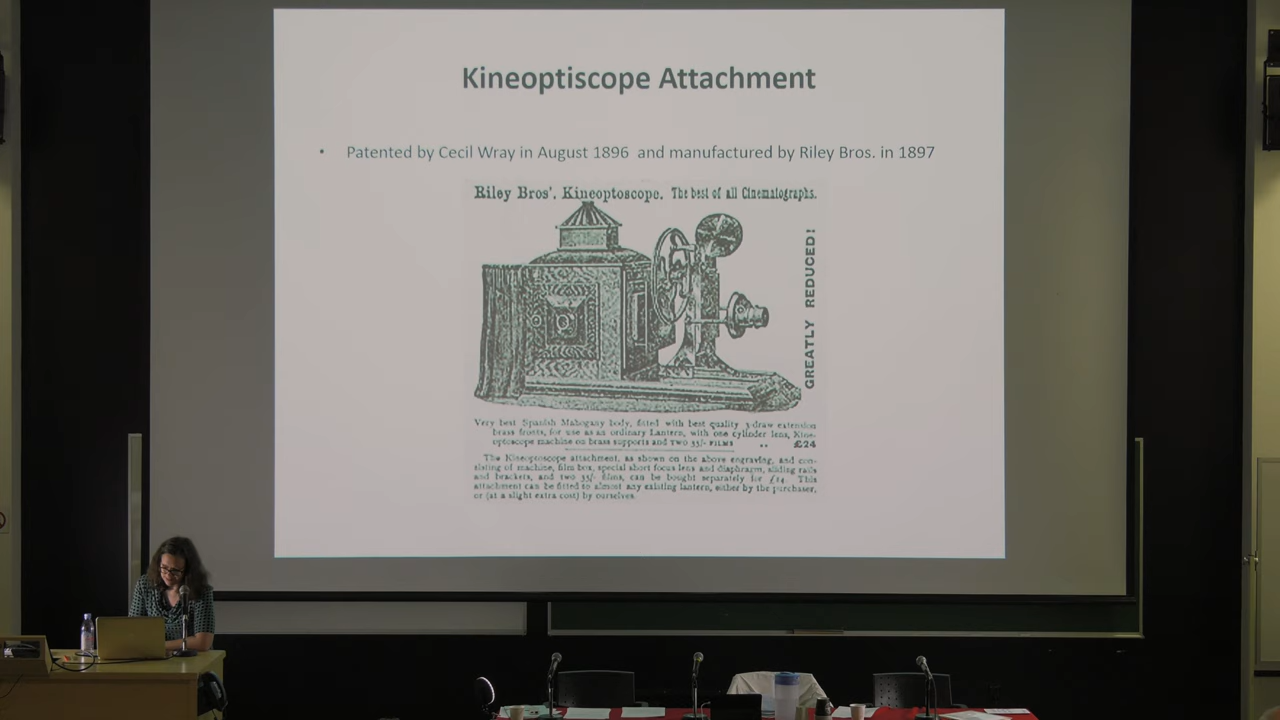 Kineoptiscope Attachment
• Patented by Cecil Wray in August 1896 and manufactured by Riley Bros. in 1897
Riley Bros'. Kineoptoscope. The best of all Cinematographs.
GREATLY REDUCED!
Very best Spanish Mahogany body, fitted with best quality 3-draw extension
brass fronts, for use as an ordinary Lantern, with one cylinder lens, Kine-
optoscope machine on brass supports and TWO 35/- FILMS .. £24
The Kineoptoscope attachment, as shown on the above engraving, and con-
sisting of machine, film box, special short focus lens and diaphragm, sliding rails
and brackets, and two 35/- films, can be bought separately for £14. This
attachment can be fitted to almost any existing lantern, either by the purchaser,
or (at a slight extra cost) by ourselves.